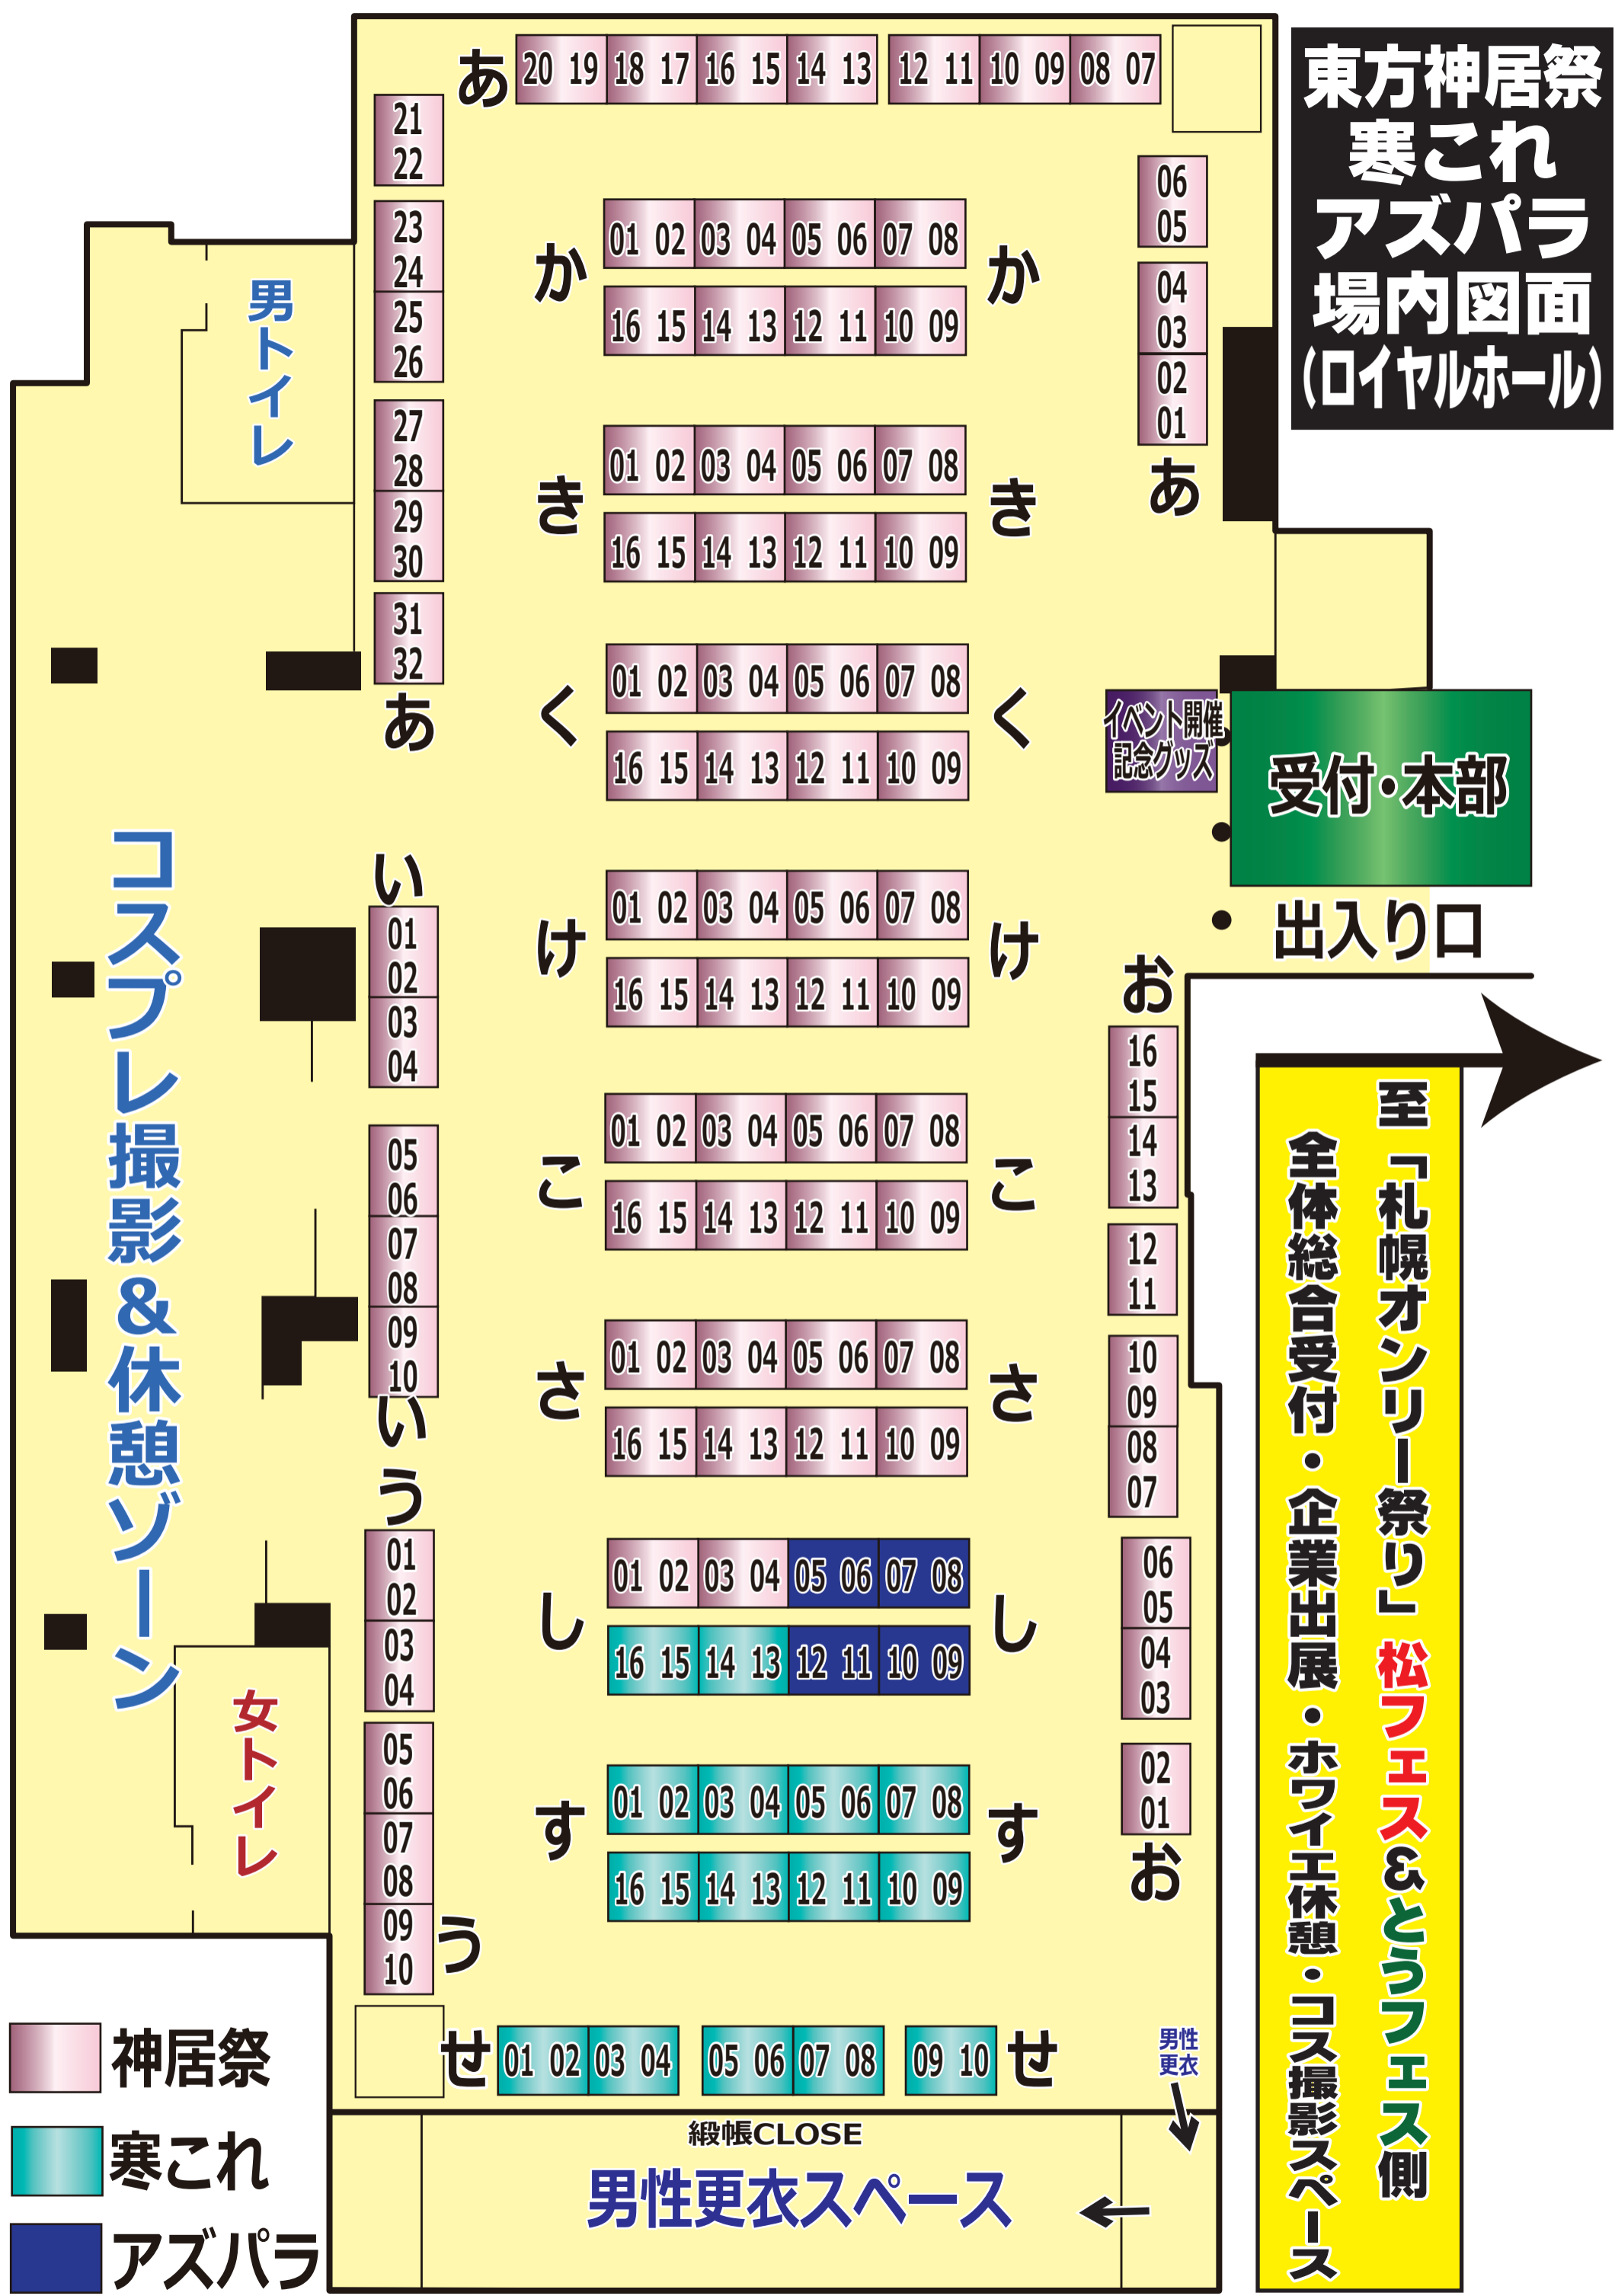 東方神居祭
寒これ
アズパラ
場内図面
(ロイヤルホール)
あ
20 19 18 17 16 15 14 13
12 11 10 09 08 07
21
22
23
24
25
26
27
28
29
30
31
32
あ
06
05
04
03
02
01
あ
男トイレ
か
01 02 03 04 05 06 07 08
16 15 14 13 12 11 10 09
か
き
01 02 03 04 05 06 07 08
16 15 14 13 12 11 10 09
き
く
01 02 03 04 05 06 07 08
16 15 14 13 12 11 10 09
く
イベント開催
記念グッズ
受付・本部
出入り口
コスプレ撮影&休憩ゾーン
い
01
02
03
04
05
06
07
08
09
10
い
け
01 02 03 04 05 06 07 08
16 15 14 13 12 11 10 09
け
こ
01 02 03 04 05 06 07 08
16 15 14 13 12 11 10 09
こ
さ
01 02 03 04 05 06 07 08
16 15 14 13 12 11 10 09
さ
お
16
15
14
13
12
11
10
09
08
07
06
05
04
03
02
01
お
う
01
02
03
04
05
06
07
08
09
10
う
し
01 02 03 04 05 06 07 08
16 15 14 13 12 11 10 09
し
す
01 02 03 04 05 06 07 08
16 15 14 13 12 11 10 09
す
女トイレ
せ
01 02 03 04
05 06 07 08
09 10
せ
男性
更衣
緞帳CLOSE
男性更衣スペース
至「札幌オンリー祭り」松フェス&とうフェス側
全体総合受付・企業出展・ホワイエ休憩・コス撮影スペース
神居祭
寒これ
アズパラ